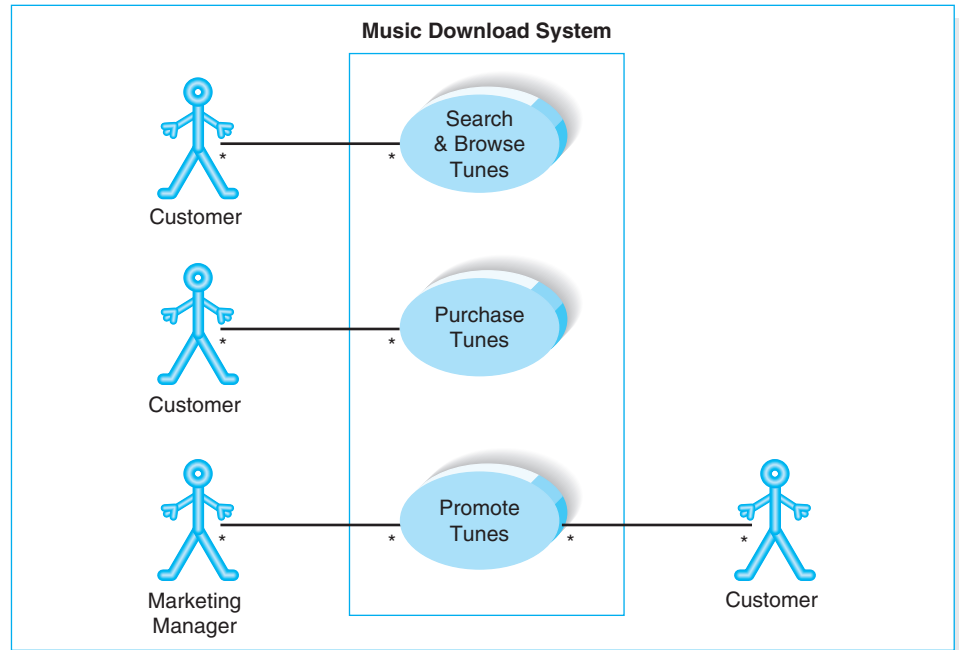 Music Download System
Search
& Browse
Tunes
*
*
Customer
Purchase
Tunes
*
*
Customer
Promote
Tunes
*
*
*
*
Marketing
Manager
Customer